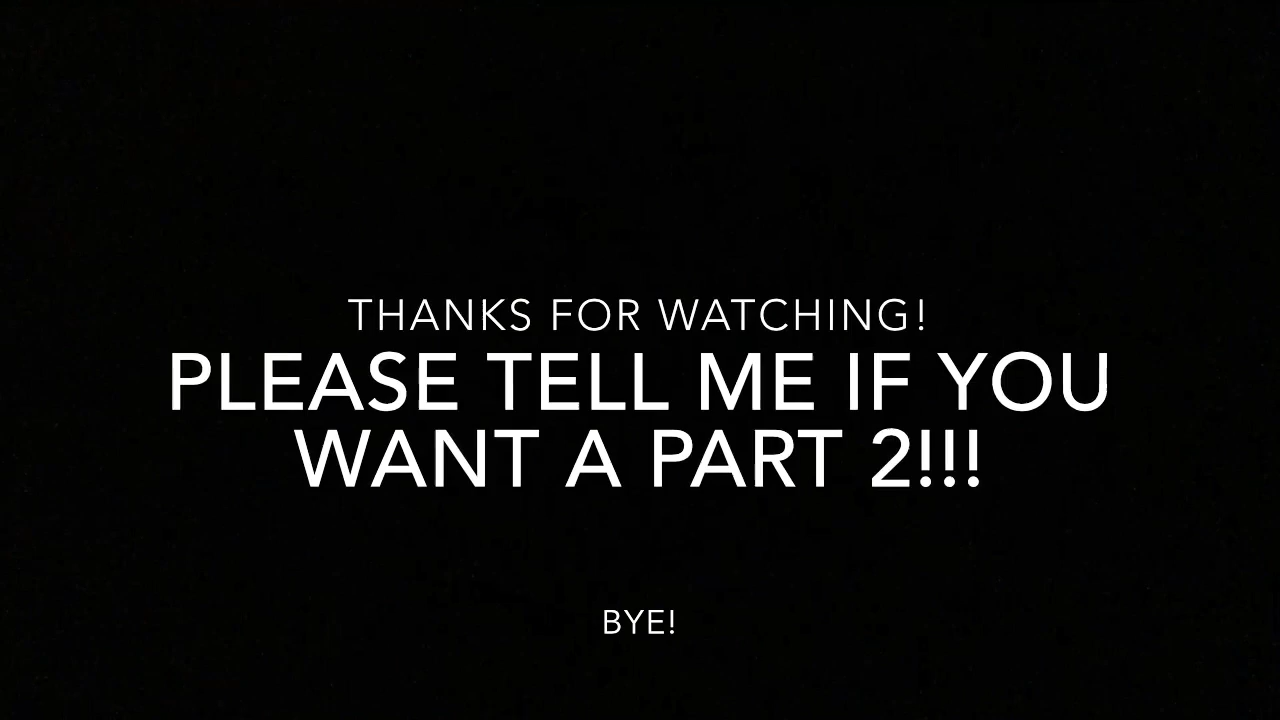 THANKS FOR WATCHING!
PLEASE TELL ME IF YOU
WANT A PART 2!!!
BYE!